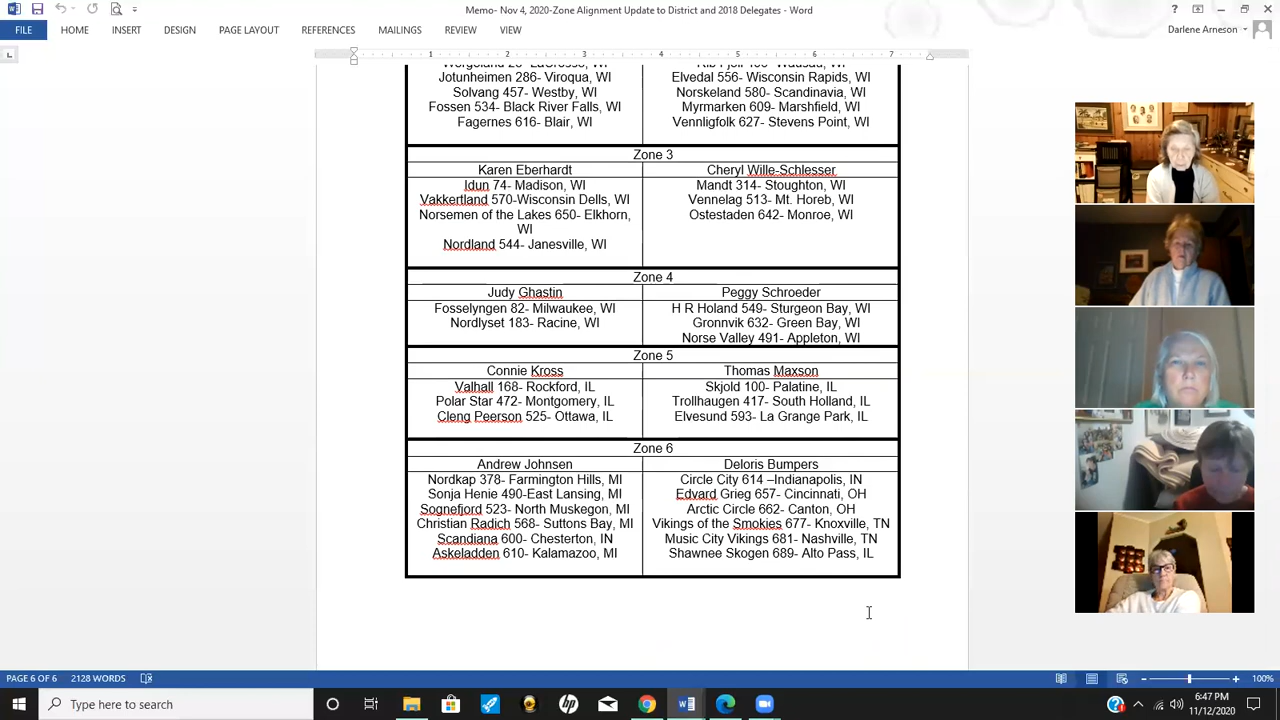 Memo- Nov 4, 2020-Zone Alignment Update to District and 2018 Delegates - Word
FILE HOME INSERT DESIGN PAGE LAYOUT REFERENCES MAILINGS REVIEW VIEW
Darlene Arneson
1 2 3 4 5 6 7
Jotunheimen 286- Viroqua, WI
Solvang 457- Westby, WI
Fossen 534- Black River Falls, WI
Fagernes 616- Blair, WI
Elvedal 556- Wisconsin Rapids, WI
Norskeland 580- Scandinavia, WI
Myrmarken 609- Marshfield, WI
Vennligfolk 627- Stevens Point, WI
Zone 3
Karen Eberhardt
Idun 74- Madison, WI
Vakkertland 570-Wisconsin Dells, WI
Norsemen of the Lakes 650- Elkhorn,
WI
Nordland 544- Janesville, WI
Cheryl Wille-Schlesser
Mandt 314- Stoughton, WI
Vennelag 513- Mt. Horeb, WI
Ostestaden 642- Monroe, WI
Zone 4
Judy Ghastin
Fosselyngen 82- Milwaukee, WI
Nordlyset 183- Racine, WI
Peggy Schroeder
H R Holand 549- Sturgeon Bay, WI
Gronnvik 632- Green Bay, WI
Norse Valley 491- Appleton, WI
Zone 5
Connie Kross
Valhall 168- Rockford, IL
Polar Star 472- Montgomery, IL
Cleng Peerson 525- Ottawa, IL
Thomas Maxson
Skjold 100- Palatine, IL
Trollhaugen 417- South Holland, IL
Elvesund 593- La Grange Park, IL
Zone 6
Andrew Johnsen
Nordkap 378- Farmington Hills, MI
Sonja Henie 490-East Lansing, MI
Sognefjord 523- North Muskegon, MI
Christian Radich 568- Suttons Bay, MI
Scandiana 600- Chesterton, IN
Askeladden 610- Kalamazoo, MI
Deloris Bumpers
Circle City 614 –Indianapolis, IN
Edvard Grieg 657- Cincinnati, OH
Arctic Circle 662- Canton, OH
Vikings of the Smokies 677- Knoxville, TN
Music City Vikings 681- Nashville, TN
Shawnee Skogen 689- Alto Pass, IL
PAGE 6 OF 6 2128 WORDS
100%
Type here to search
6:47 PM
11/12/2020